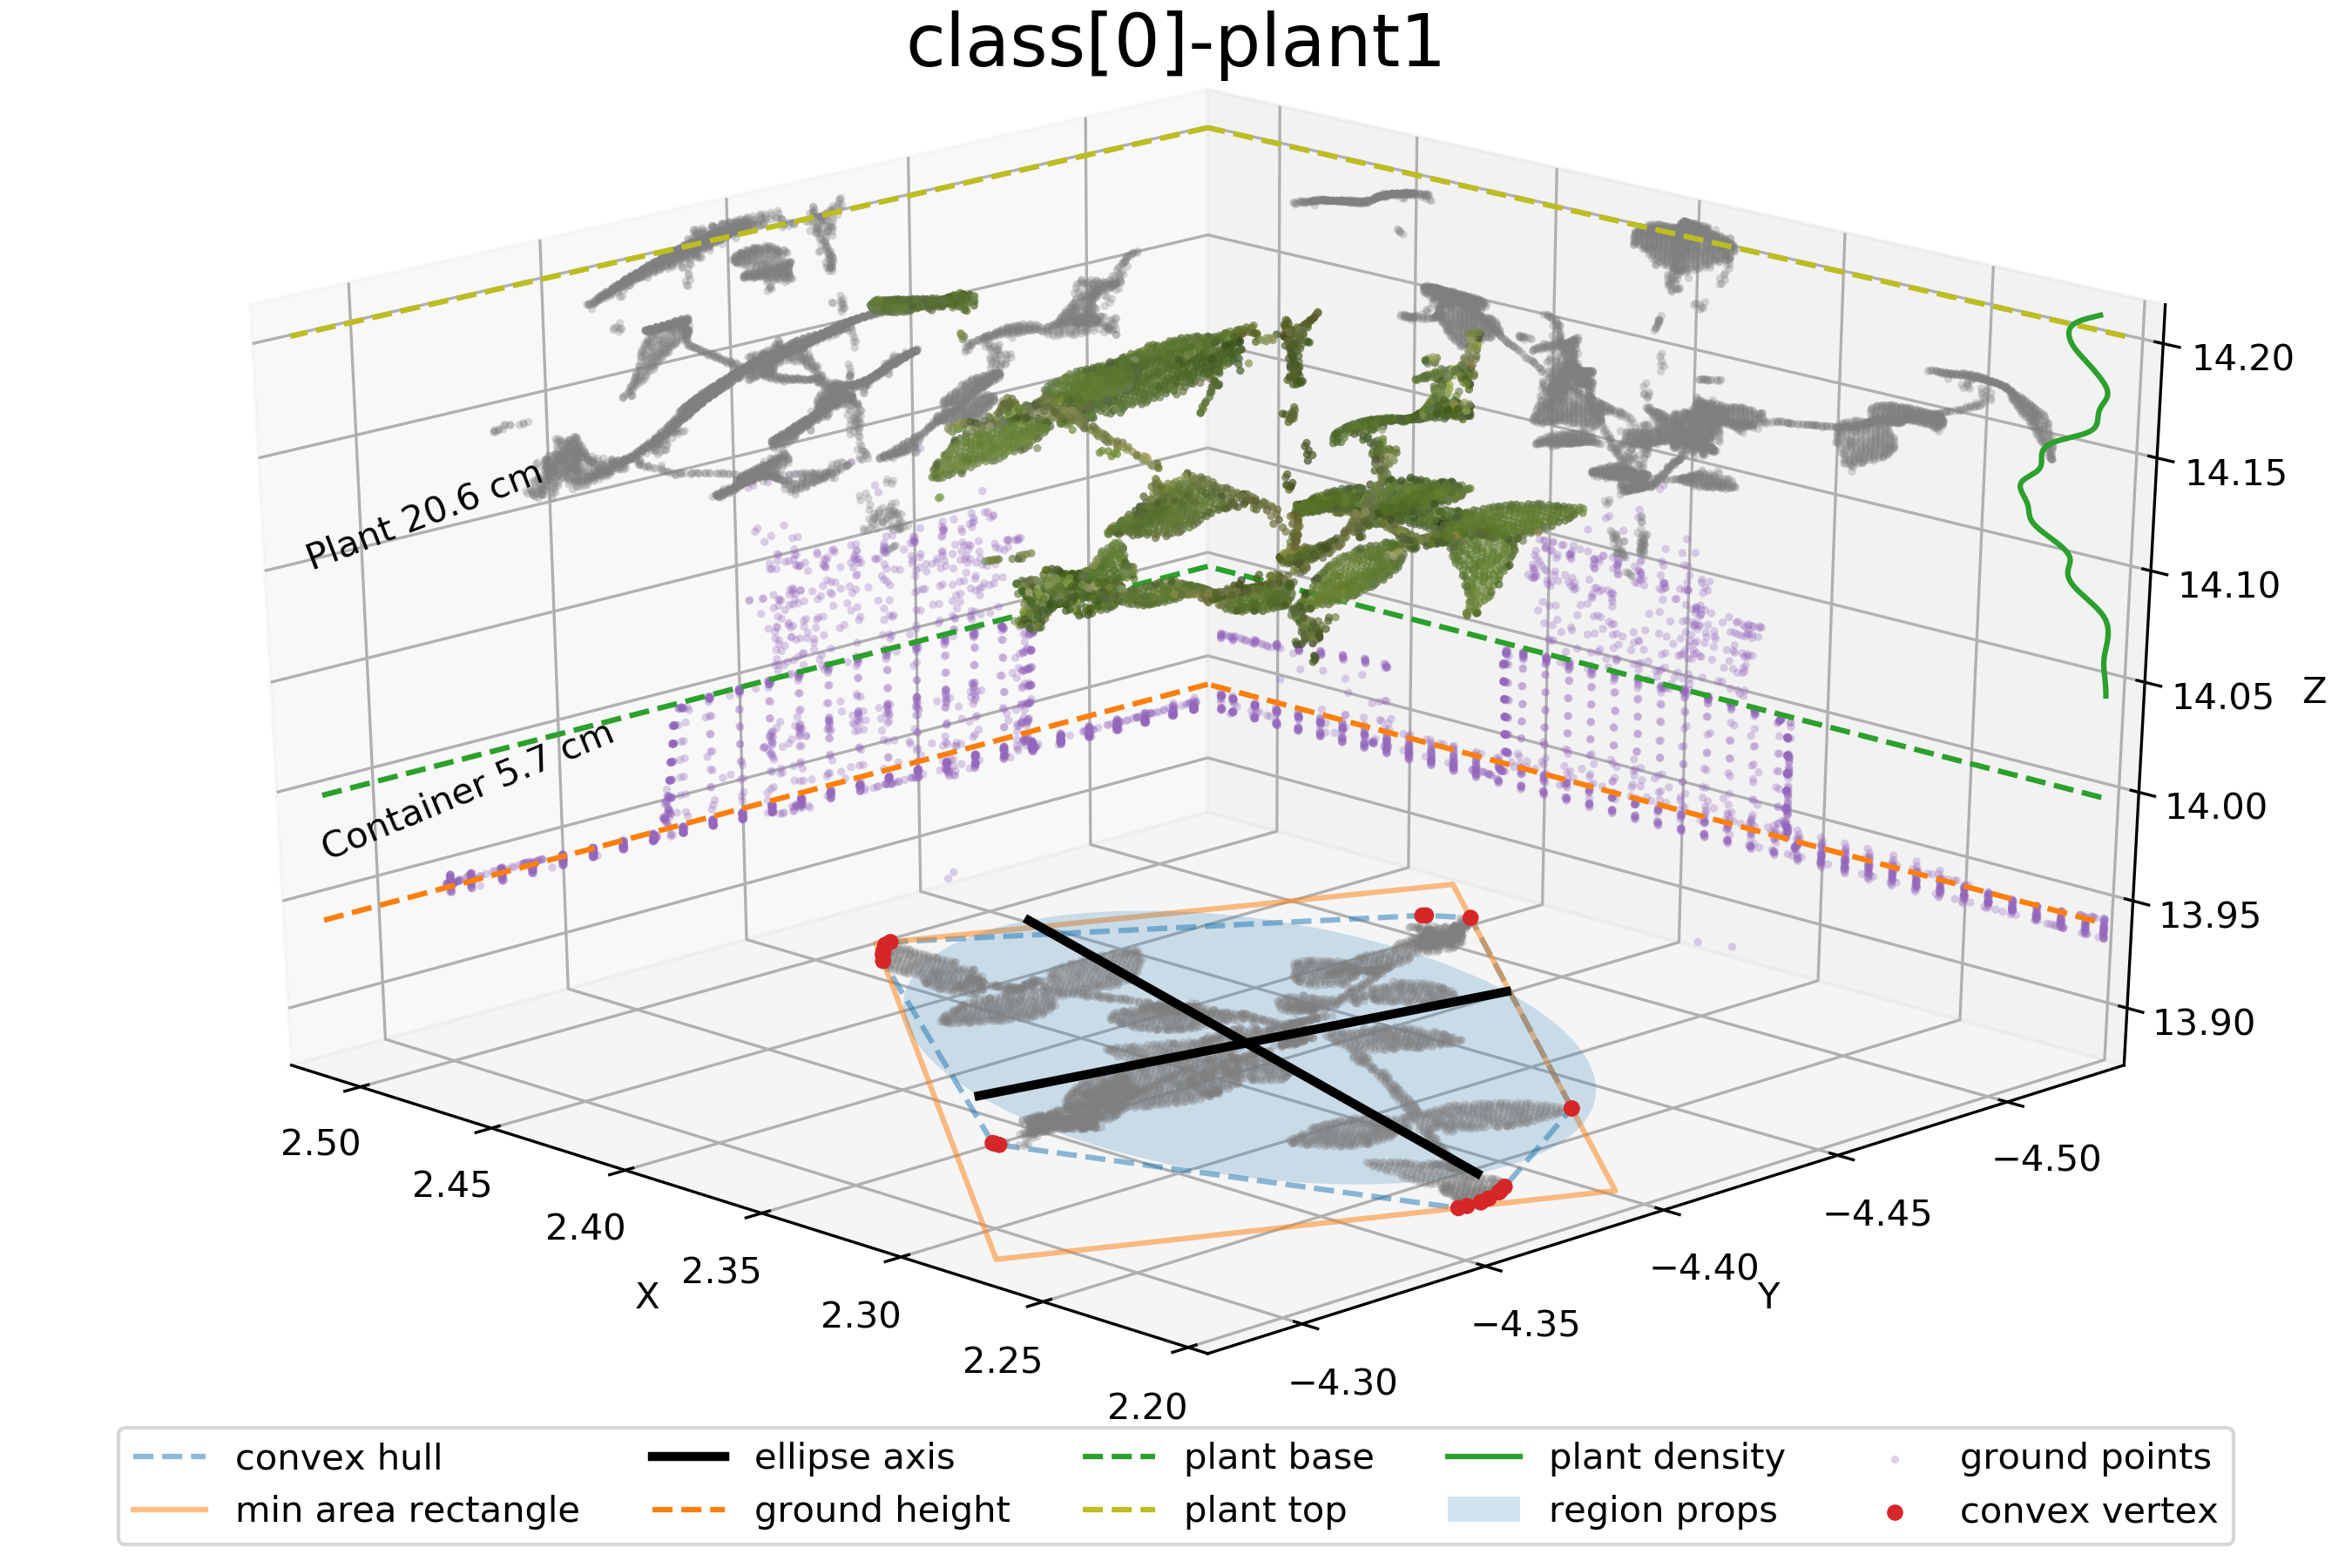 class[0]-plant1
Plant 20.6 cm
Container 5.7 cm
14.20
14.15
14.10
14.05
14.00
13.95
13.90
Z
2.50
2.45
2.40
2.35
2.30
2.25
2.20
X
−4.50
−4.45
−4.40
−4.35
−4.30
Y
convex hull
min area rectangle
ellipse axis
ground height
plant base
plant top
plant density
region props
ground points
convex vertex